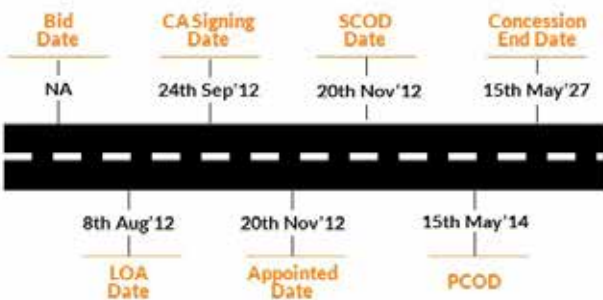 Bid
Date
CA Signing
Date
SCOD
Date
Concession
End Date
NA
24th Sep'12
20th Nov'12
15th May'27
8th Aug'12
20th Nov'12
15th May'14
LOA
Date
Appointed
Date
PCOD